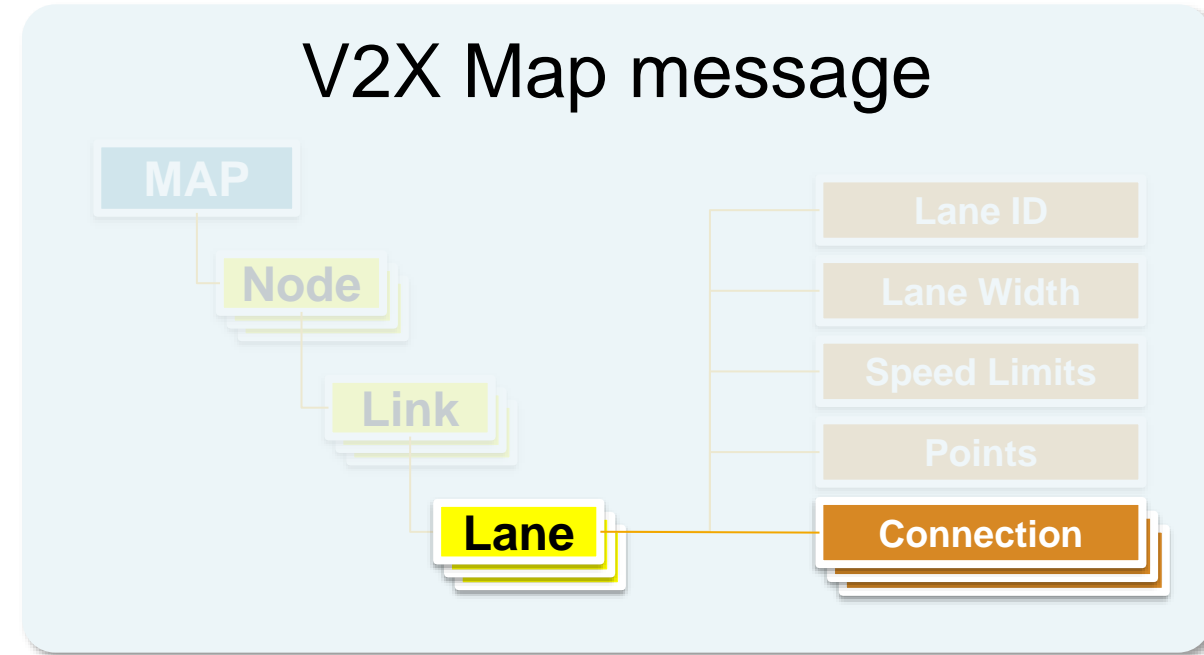 V2X Map message
MAP
Node
Link
Lane
Lane ID
Lane Width
Speed Limits
Points
Connection